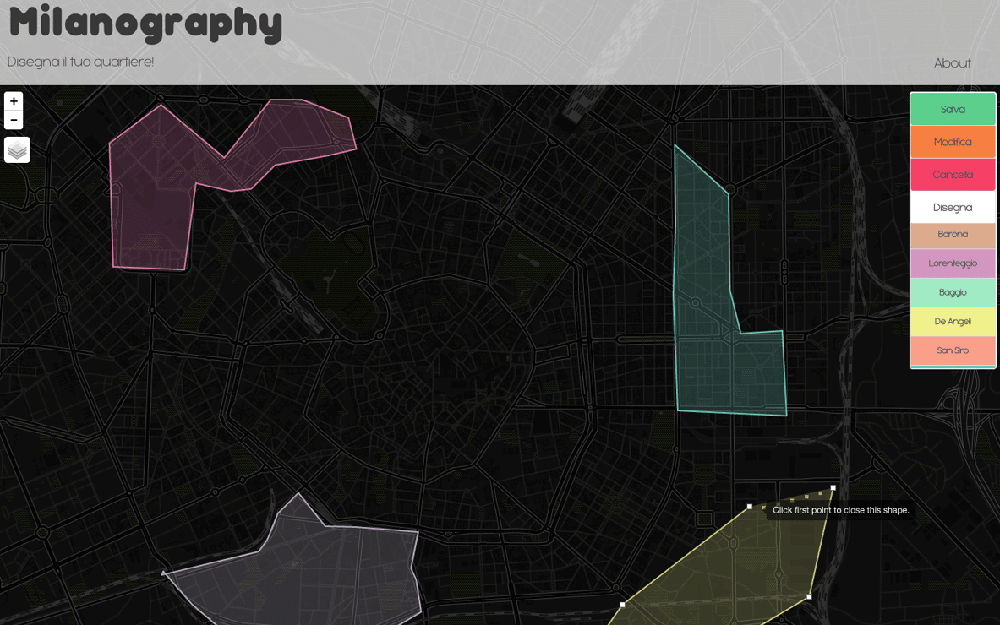 Milanography
Disegna il tuo quartiere!
About
+
-
Salva
Modifica
Cancella
Disegna
Barona
Lorenteggio
Baggio
De Angeli
San Siro
Click first point to close this shape.